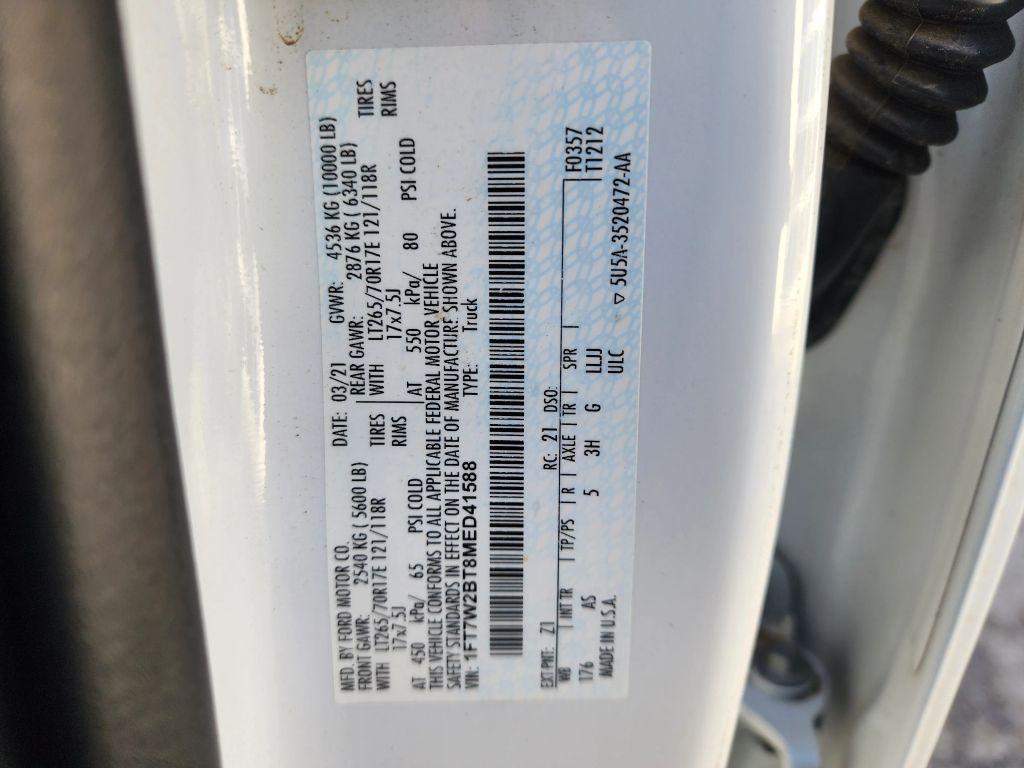 MFD. BY FORD MOTOR CO. DATE: 03/21 GVWR: 4536 KG (10000 LB)
FRONT GAWR: 2540 KG ( 5600 LB) REAR GAWR: 2876 KG ( 6340 LB)
WITH LT265/70R17E 121/118R TIRES WITH LT265/70R17E 121/118R TIRES
17x7.5J RIMS 17x7.5J RIMS
AT 450 kPa/ 65 PSI COLD AT 550 kPa/ 80 PSI COLD
THIS VEHICLE CONFORMS TO ALL APPLICABLE FEDERAL MOTOR VEHICLE
SAFETY STANDARDS IN EFFECT ON THE DATE OF MANUFACTURE SHOWN ABOVE.
VIN: 1FT7W2BT8MED41588 TYPE: Truck
EXT PNT: Z1 RC: 21 DSO: F0357
WB | INT TR | TP/PS | R | AXLE | TR | SPR | T1212
176 AS 5 3H G LLJJ
MADE IN U.S.A. ULC ▽ 5U5A-3520472-AA